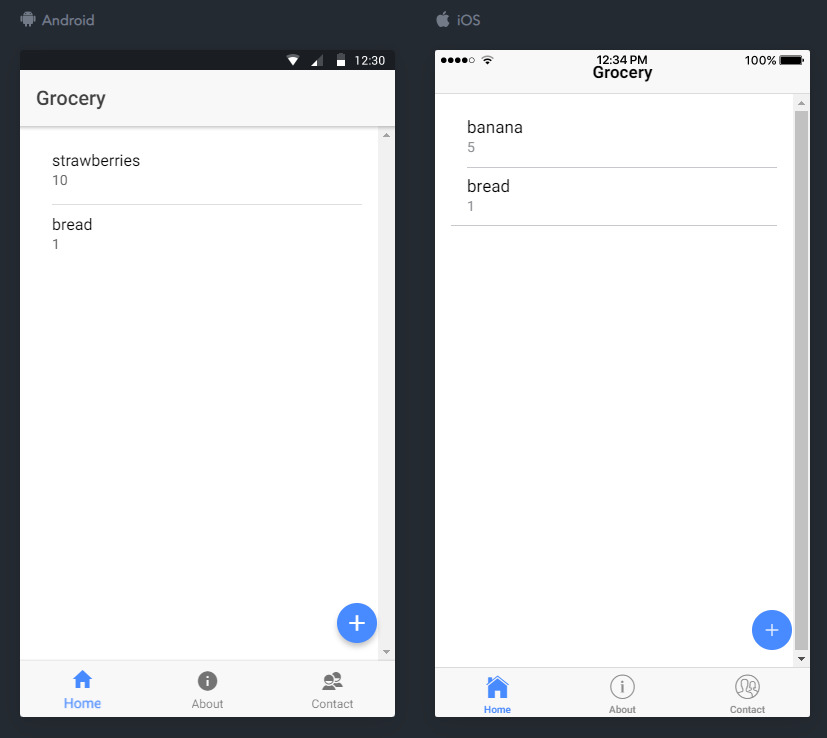 Android
12:30
Grocery
strawberries
10
bread
1
Home
About
Contact
iOS
12:34 PM
100%
Grocery
banana
5
bread
1
Home
About
Contact